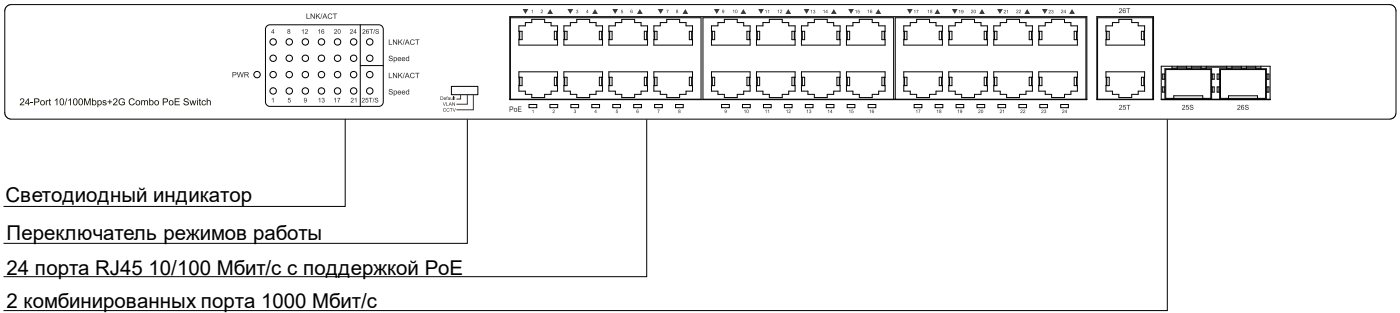 LNK/ACT
▼ 1 2 ▲ ▼ 3 4 ▲ ▼ 5 6 ▲ ▼ 7 8 ▲ ▼ 9 10 ▲ ▼ 11 12 ▲ ▼ 13 14 ▲ ▼ 15 16 ▲ ▼ 17 18 ▲ ▼ 19 20 ▲ ▼ 21 22 ▲ ▼ 23 24 ▲ 26T
4 8 12 16 20 24 26T/S
LNK/ACT
Speed
PWR
LNK/ACT
Speed
1 5 9 13 17 21 25T/S
24-Port 10/100Mbps+2G Combo PoE Switch
Default
VLAN
CCTV
PoE 1 2 3 4 5 6 7 8 9 10 11 12 13 14 15 16 17 18 19 20 21 22 23 24 25T 25S 26S
Светодиодный индикатор
Переключатель режимов работы
24 порта RJ45 10/100 Мбит/с с поддержкой PoE
2 комбинированных порта 1000 Мбит/с